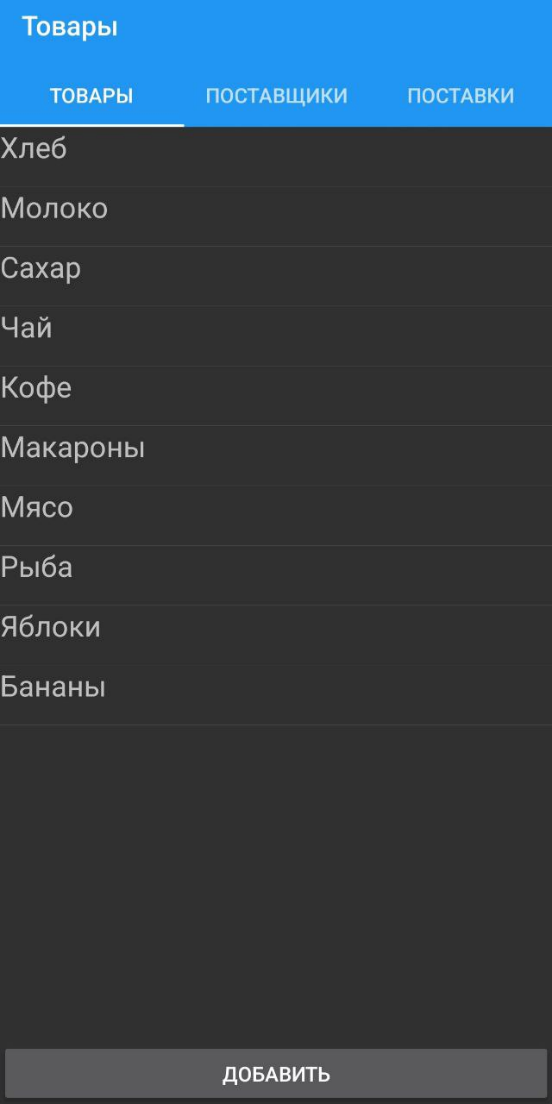 Товары
ТОВАРЫ ПОСТАВЩИКИ ПОСТАВКИ
Хлеб
Молоко
Сахар
Чай
Кофе
Макароны
Мясо
Рыба
Яблоки
Бананы
ДОБАВИТЬ